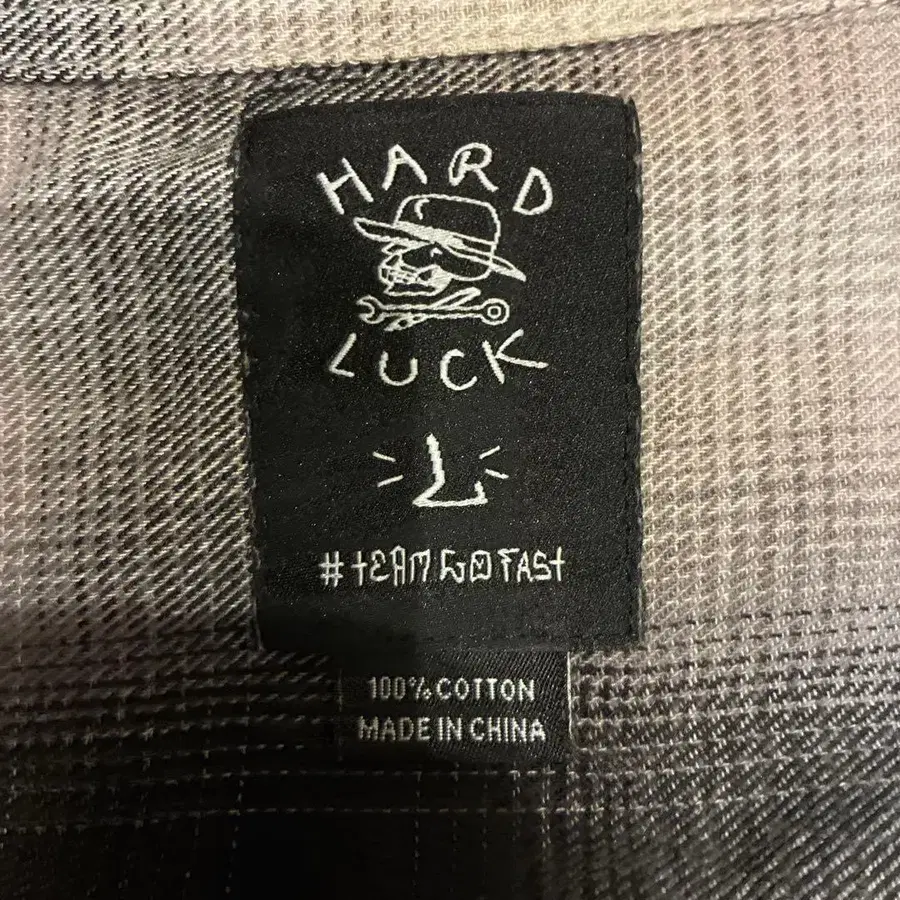 HARD
LUCK
L
#tEAM GO FASt
100% COTTON
MADE IN CHINA